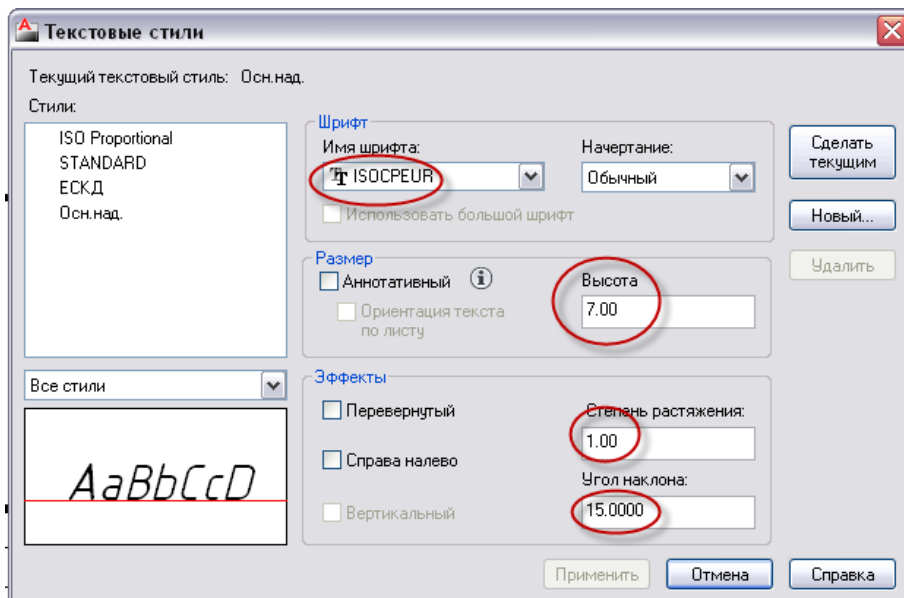 Текстовые стили
Текущий текстовый стиль: Осн.над.
Стили:
ISO Proportional
STANDARD
ЕСКД
Осн.над.
Все стили
AaBbCcD
Шрифт
Имя шрифта:
ISOCPEUR
Начертание:
Обычный
Использовать большой шрифт
Размер
Аннотативный
Ориентация текста
по листу
Высота
7.00
Эффекты
Перевернутый
Справа налево
Вертикальный
Степень растяжения:
1.00
Угол наклона:
15.0000
Сделать
текущим
Новый...
Удалить
Применить
Отмена
Справка